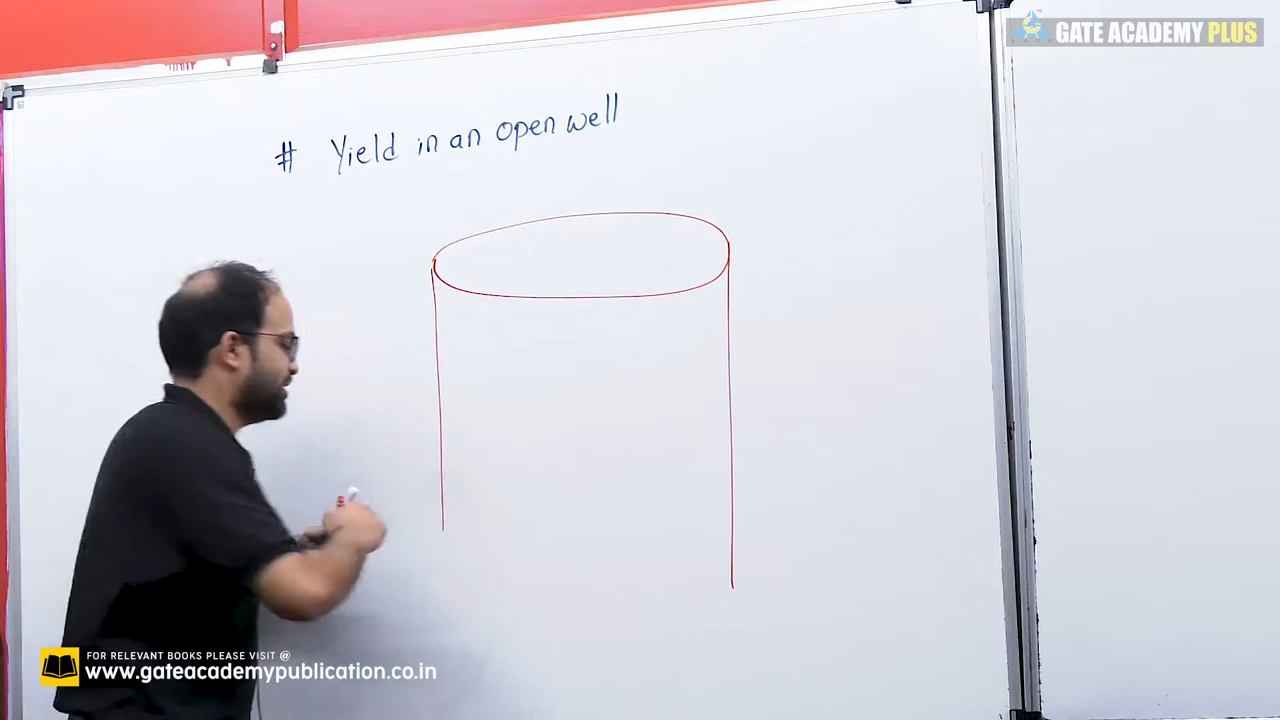 GATE ACADEMY PLUS
# Yield in an open well
FOR RELEVANT BOOKS PLEASE VISIT @
www.gateacademypublication.co.in